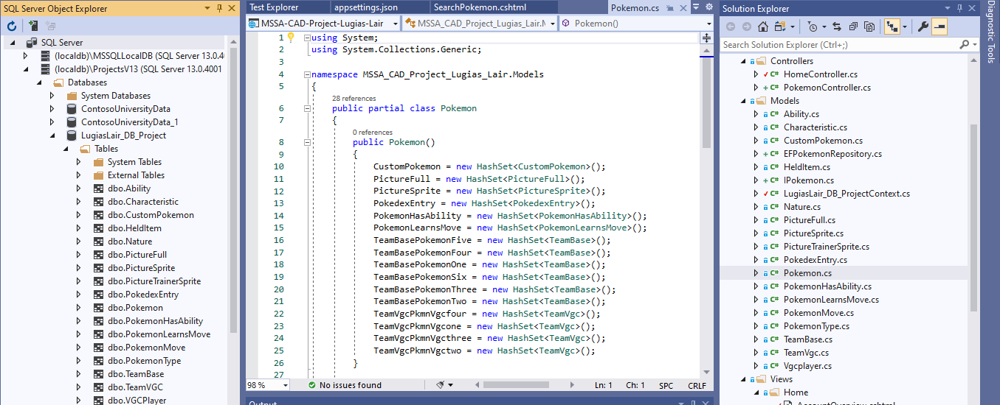 SQL Server Object Explorer
SQL Server
(localdb)\MSSQLLocalDB (SQL Server 13.0.4
(localdb)\ProjectsV13 (SQL Server 13.0.4001
Databases
System Databases
ContosoUniversityData
ContosoUniversityData_1
LugiasLair_DB_Project
Tables
System Tables
External Tables
dbo.Ability
dbo.Characteristic
dbo.CustomPokemon
dbo.HeldItem
dbo.Nature
dbo.PictureFull
dbo.PictureSprite
dbo.PictureTrainerSprite
dbo.PokedexEntry
dbo.Pokemon
dbo.PokemonHasAbility
dbo.PokemonLearnsMove
dbo.PokemonMove
dbo.PokemonType
dbo.TeamBase
dbo.TeamVGC
dbo.VGCPlayer
Test Explorer appsettings.json SearchPokemon.cshtml Pokemon.cs
MSSA-CAD-Project-Lugias-Lair MSSA_CAD_Project_Lugias_Lair.M Pokemon()
1 using System;
2 using System.Collections.Generic;
3
4 namespace MSSA_CAD_Project_Lugias_Lair.Models
5 {
28 references
6 public partial class Pokemon
7 {
0 references
8 public Pokemon()
9 {
10 CustomPokemon = new HashSet<CustomPokemon>();
11 PictureFull = new HashSet<PictureFull>();
12 PictureSprite = new HashSet<PictureSprite>();
13 PokedexEntry = new HashSet<PokedexEntry>();
14 PokemonHasAbility = new HashSet<PokemonHasAbility>();
15 PokemonLearnsMove = new HashSet<PokemonLearnsMove>();
16 TeamBasePokemonFive = new HashSet<TeamBase>();
17 TeamBasePokemonFour = new HashSet<TeamBase>();
18 TeamBasePokemonOne = new HashSet<TeamBase>();
19 TeamBasePokemonSix = new HashSet<TeamBase>();
20 TeamBasePokemonThree = new HashSet<TeamBase>();
21 TeamBasePokemonTwo = new HashSet<TeamBase>();
22 TeamVgcPkmnVgcfour = new HashSet<TeamVgc>();
23 TeamVgcPkmnVgcone = new HashSet<TeamVgc>();
24 TeamVgcPkmnVgcthree = new HashSet<TeamVgc>();
25 TeamVgcPkmnVgctwo = new HashSet<TeamVgc>();
26 }
27
98 % No issues found Ln: 1 Ch: 1 SPC CRLF
Output
Solution Explorer
Search Solution Explorer (Ctrl+;)
Controllers
HomeController.cs
PokemonController.cs
Models
Ability.cs
Characteristic.cs
CustomPokemon.cs
EFPokemonRepository.cs
HeldItem.cs
IPokemon.cs
LugiasLair_DB_ProjectContext.cs
Nature.cs
PictureFull.cs
PictureSprite.cs
PictureTrainerSprite.cs
PokedexEntry.cs
Pokemon.cs
PokemonHasAbility.cs
PokemonLearnsMove.cs
PokemonMove.cs
PokemonType.cs
TeamBase.cs
TeamVgc.cs
Vgcplayer.cs
Views
Home
AccountOverview.cshtml
Diagnostic Tools